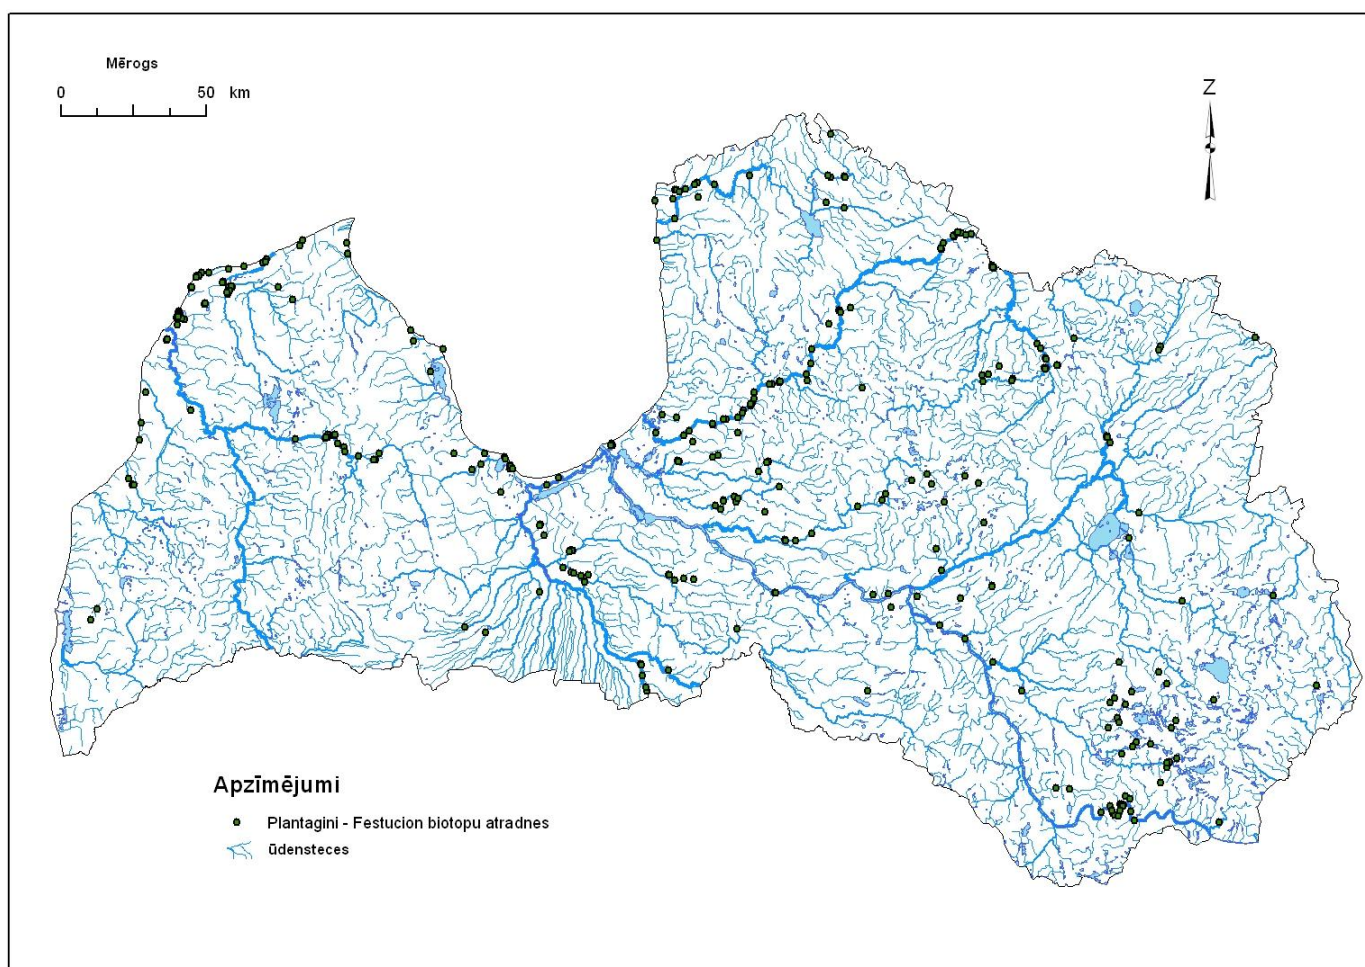 Mērogs
0 50 km
Z
Apzīmējumi
Plantagini - Festucion biotopu atradnes
ūdensteces